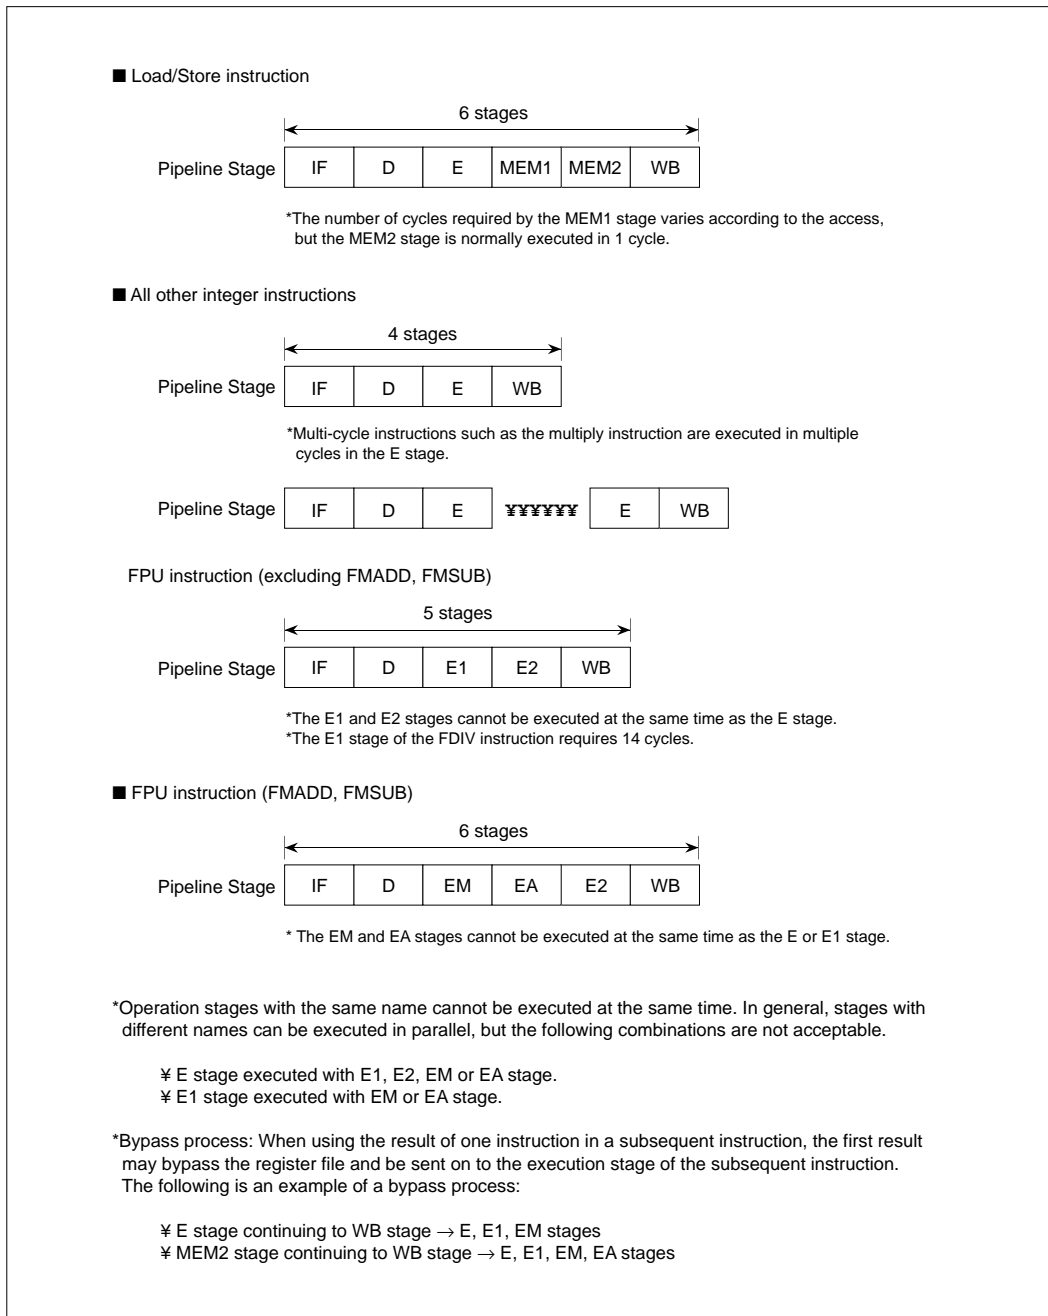 ■ Load/Store instruction
6 stages
Pipeline Stage IF D E MEM1 MEM2 WB
*The number of cycles required by the MEM1 stage varies according to the access,
but the MEM2 stage is normally executed in 1 cycle.
■ All other integer instructions
4 stages
Pipeline Stage IF D E WB
*Multi-cycle instructions such as the multiply instruction are executed in multiple
cycles in the E stage.
Pipeline Stage IF D E ¥¥¥¥¥¥ E WB
FPU instruction (excluding FMADD, FMSUB)
5 stages
Pipeline Stage IF D E1 E2 WB
*The E1 and E2 stages cannot be executed at the same time as the E stage.
*The E1 stage of the FDIV instruction requires 14 cycles.
■ FPU instruction (FMADD, FMSUB)
6 stages
Pipeline Stage IF D EM EA E2 WB
* The EM and EA stages cannot be executed at the same time as the E or E1 stage.
*Operation stages with the same name cannot be executed at the same time. In general, stages with
different names can be executed in parallel, but the following combinations are not acceptable.
¥ E stage executed with E1, E2, EM or EA stage.
¥ E1 stage executed with EM or EA stage.
*Bypass process: When using the result of one instruction in a subsequent instruction, the first result
may bypass the register file and be sent on to the execution stage of the subsequent instruction.
The following is an example of a bypass process:
¥ E stage continuing to WB stage → E, E1, EM stages
¥ MEM2 stage continuing to WB stage → E, E1, EM, EA stages